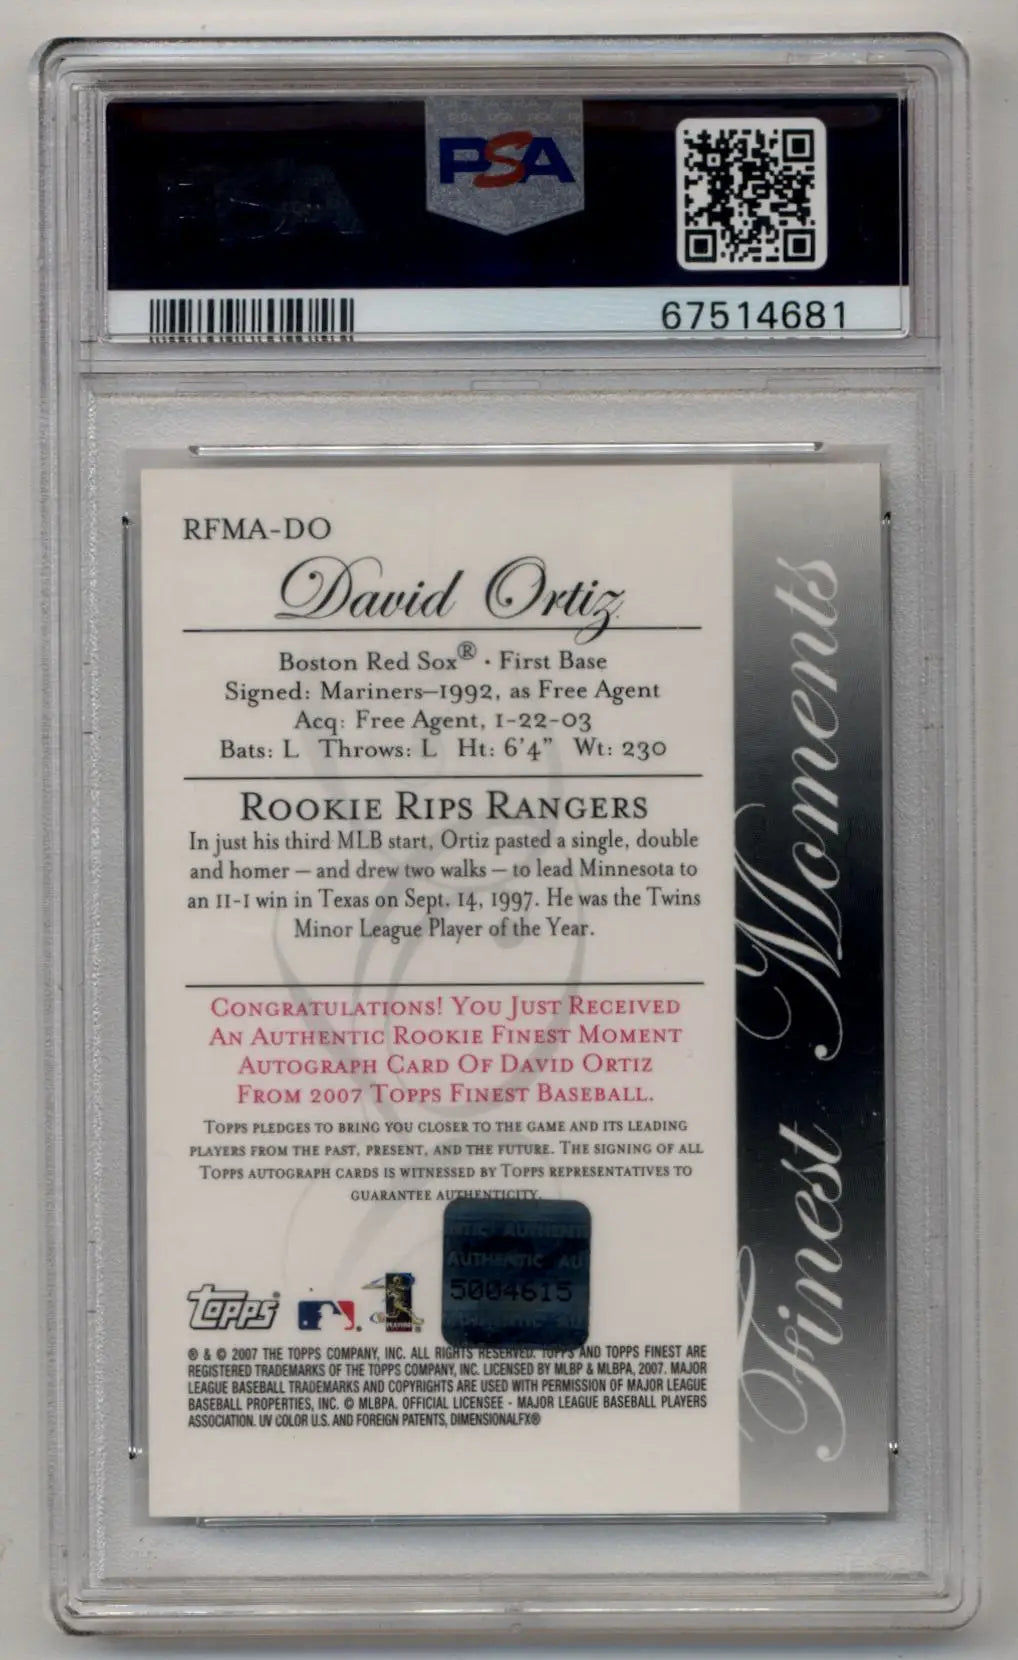 PSA
67514681
RFMA-DO
David Ortiz
Boston Red Sox® · First Base
Signed: Mariners–1992, as Free Agent
Acq: Free Agent, 1-22-03
Bats: L Throws: L Ht: 6'4" Wt: 230
ROOKIE RIPS RANGERS
In just his third MLB start, Ortiz pasted a single, double
and homer – and drew two walks – to lead Minnesota to
an 11-1 win in Texas on Sept. 14, 1997. He was the Twins
Minor League Player of the Year.
CONGRATULATIONS! YOU JUST RECEIVED
AN AUTHENTIC ROOKIE FINEST MOMENT
AUTOGRAPH CARD OF DAVID ORTIZ
FROM 2007 TOPPS FINEST BASEBALL.
TOPPS PLEDGES TO BRING YOU CLOSER TO THE GAME AND ITS LEADING
PLAYERS FROM THE PAST, PRESENT, AND THE FUTURE. THE SIGNING OF ALL
TOPPS AUTOGRAPH CARDS IS WITNESSED BY TOPPS REPRESENTATIVES TO
GUARANTEE AUTHENTICITY.
AUTHENTIC AU
5004615
Topps®
® & © 2007 THE TOPPS COMPANY, INC. ALL RIGHTS RESERVED. TOPPS AND TOPPS FINEST ARE
REGISTERED TRADEMARKS OF THE TOPPS COMPANY, INC. LICENSED BY MLBP & MLBPA, 2007. MAJOR
LEAGUE BASEBALL TRADEMARKS AND COPYRIGHTS ARE USED WITH PERMISSION OF MAJOR LEAGUE
BASEBALL PROPERTIES, INC. © MLBPA. OFFICIAL LICENSEE - MAJOR LEAGUE BASEBALL PLAYERS
ASSOCIATION. UV COLOR U.S. AND FOREIGN PATENTS, DIMENSIONALFX®
Finest Moments